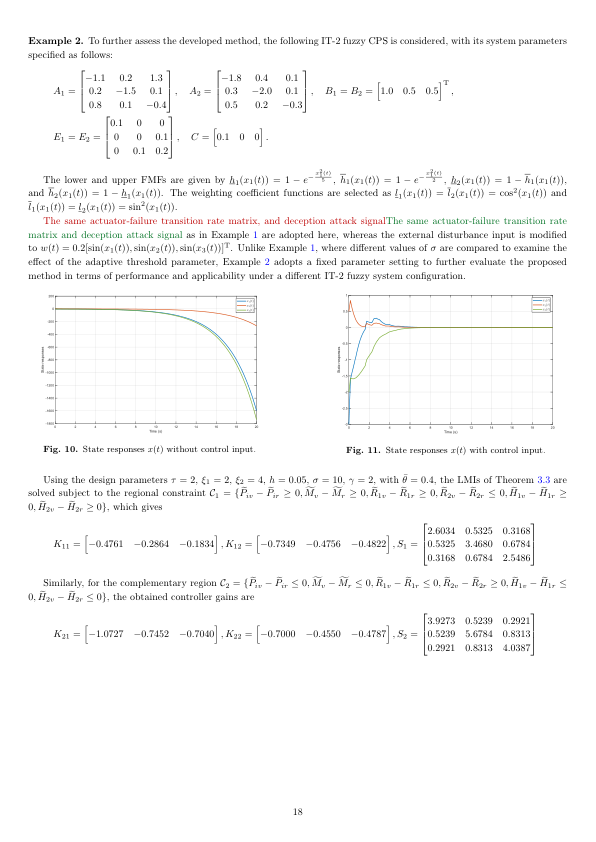 Example 2. To further assess the developed method, the following IT-2 fuzzy CPS is considered, with its system parameters
specified as follows:
A₁ = [−1.1 0.2 1.3; 0.2 −1.5 0.1; 0.8 0.1 −0.4], A₂ = [−1.8 0.4 0.1; 0.3 −2.0 0.1; 0.5 0.2 −0.3], B₁ = B₂ = [1.0 0.5 0.5]ᵀ,
E₁ = E₂ = [0.1 0 0; 0 0 0.1; 0 0.1 0.2], C = [0.1 0 0].
The lower and upper FMFs are given by h̲₁(x₁(t)) = 1 − e^{−x₁²(t)/5}, h̅₁(x₁(t)) = 1 − e^{−x₁²(t)/4}, h̲₂(x₁(t)) = 1 − h̅₁(x₁(t)),
and h̅₂(x₁(t)) = 1 − h̲₁(x₁(t)). The weighting coefficient functions are selected as l̲₁(x₁(t)) = l̅₂(x₁(t)) = cos²(x₁(t)) and
l̅₁(x₁(t)) = l̲₂(x₁(t)) = sin²(x₁(t)).
The same actuator-failure transition rate matrix, and deception attack signalThe same actuator-failure transition rate
matrix and deception attack signal as in Example 1 are adopted here, whereas the external disturbance input is modified
to w(t) = 0.2[sin(x₁(t)), sin(x₂(t)), sin(x₃(t))]ᵀ. Unlike Example 1, where different values of σ are compared to examine the
effect of the adaptive threshold parameter, Example 2 adopts a fixed parameter setting to further evaluate the proposed
method in terms of performance and applicability under a different IT-2 fuzzy system configuration.
State responses
Time (s)
State responses
Time (s)
Fig. 10. State responses x(t) without control input.
Fig. 11. State responses x(t) with control input.
Using the design parameters τ = 2, ξ₁ = 2, ξ₂ = 4, h = 0.05, σ = 10, γ = 2, with θ̄ = 0.4, the LMIs of Theorem 3.3 are
solved subject to the regional constraint C₁ = {P̃ᵢᵥ − P̃ᵢᵣ ≥ 0, M̃ᵥ − M̃ᵣ ≥ 0, R̃₁ᵥ − R̃₁ᵣ ≥ 0, R̃₂ᵥ − R̃₂ᵣ ≤ 0, H̃₁ᵥ − H̃₁ᵣ ≥
0, H̃₂ᵥ − H̃₂ᵣ ≥ 0}, which gives
K₁₁ = [−0.4761 −0.2864 −0.1834], K₁₂ = [−0.7349 −0.4756 −0.4822], S₁ = [2.6034 0.5325 0.3168; 0.5325 3.4680 0.6784; 0.3168 0.6784 2.5486]
Similarly, for the complementary region C₂ = {P̃ᵢᵥ − P̃ᵢᵣ ≤ 0, M̃ᵥ − M̃ᵣ ≤ 0, R̃₁ᵥ − R̃₁ᵣ ≤ 0, R̃₂ᵥ − R̃₂ᵣ ≥ 0, H̃₁ᵥ − H̃₁ᵣ ≤
0, H̃₂ᵥ − H̃₂ᵣ ≤ 0}, the obtained controller gains are
K₂₁ = [−1.0727 −0.7452 −0.7040], K₂₂ = [−0.7000 −0.4550 −0.4787], S₂ = [3.9273 0.5239 0.2921; 0.5239 5.6784 0.8313; 0.2921 0.8313 4.0387]
18